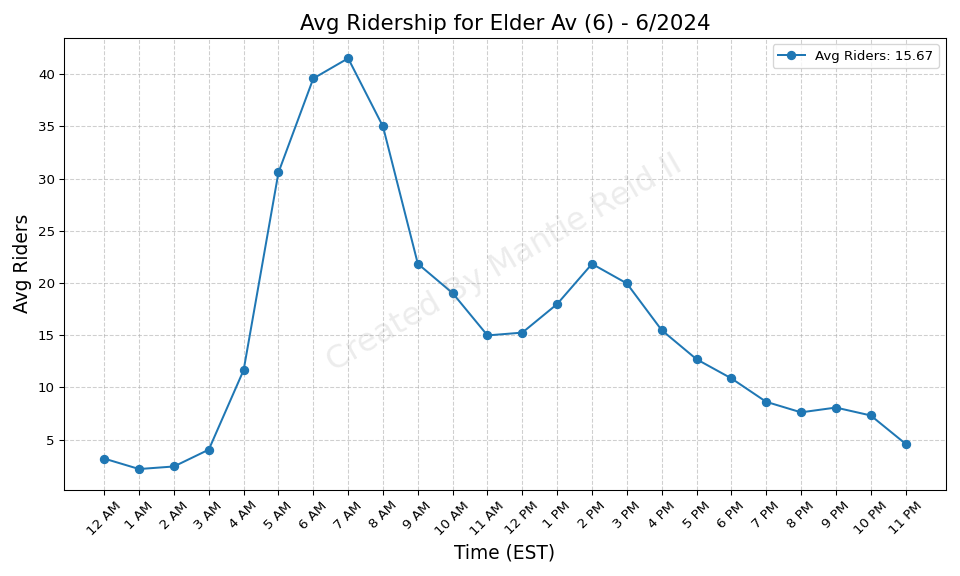 Avg Ridership for Elder Av (6) - 6/2024
Avg Riders: 15.67
Avg Riders
40
35
30
25
20
15
10
5
Created By Mantie Reid II
12 AM
1 AM
2 AM
3 AM
4 AM
5 AM
6 AM
7 AM
8 AM
9 AM
10 AM
11 AM
12 PM
1 PM
2 PM
3 PM
4 PM
5 PM
6 PM
7 PM
8 PM
9 PM
10 PM
11 PM
Time (EST)